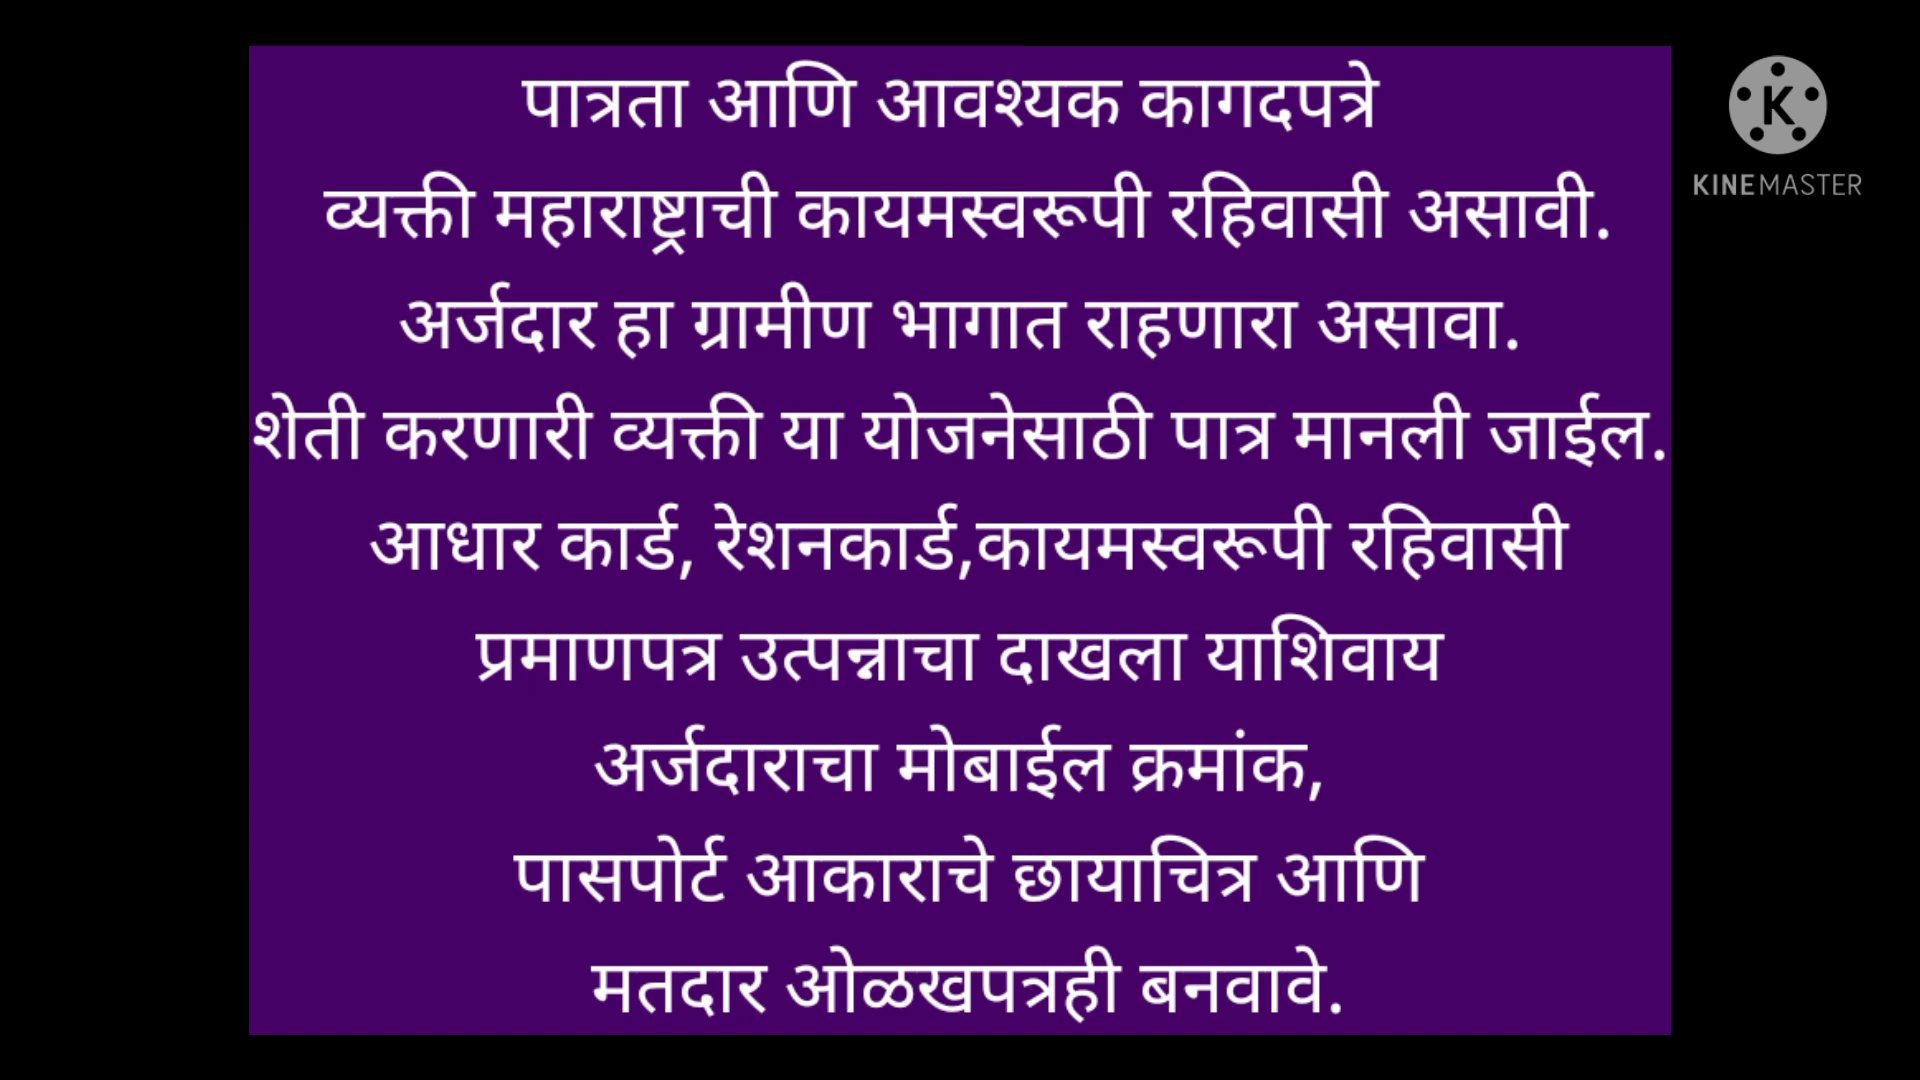 पात्रता आणि आवश्यक कागदपत्रे
व्यक्ती महाराष्ट्राची कायमस्वरूपी रहिवासी असावी.
अर्जदार हा ग्रामीण भागात राहणारा असावा.
शेती करणारी व्यक्ती या योजनेसाठी पात्र मानली जाईल.
आधार कार्ड, रेशनकार्ड,कायमस्वरूपी रहिवासी
प्रमाणपत्र उत्पन्नाचा दाखला याशिवाय
अर्जदाराचा मोबाईल क्रमांक,
पासपोर्ट आकाराचे छायाचित्र आणि
मतदार ओळखपत्रही बनवावे.
K
KINEMASTER